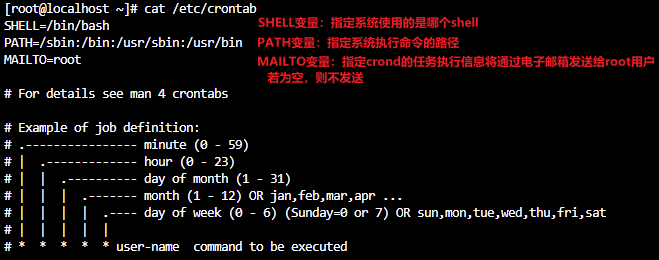 [root@localhost ~]# cat /etc/crontab
SHELL=/bin/bash
SHELL变量：指定系统使用的是哪个shell
PATH=/sbin:/bin:/usr/sbin:/usr/bin
PATH变量：指定系统执行命令的路径
MAILTO=root
MAILTO变量：指定crond的任务执行信息将通过电子邮箱发送给root用户
若为空，则不发送
# For details see man 4 crontabs
# Example of job definition:
# .---------------- minute (0 - 59)
# | .------------- hour (0 - 23)
# | | .---------- day of month (1 - 31)
# | | | .------- month (1 - 12) OR jan,feb,mar,apr ...
# | | | | .---- day of week (0 - 6) (Sunday=0 or 7) OR sun,mon,tue,wed,thu,fri,sat
# | | | | |
# * * * * * user-name command to be executed